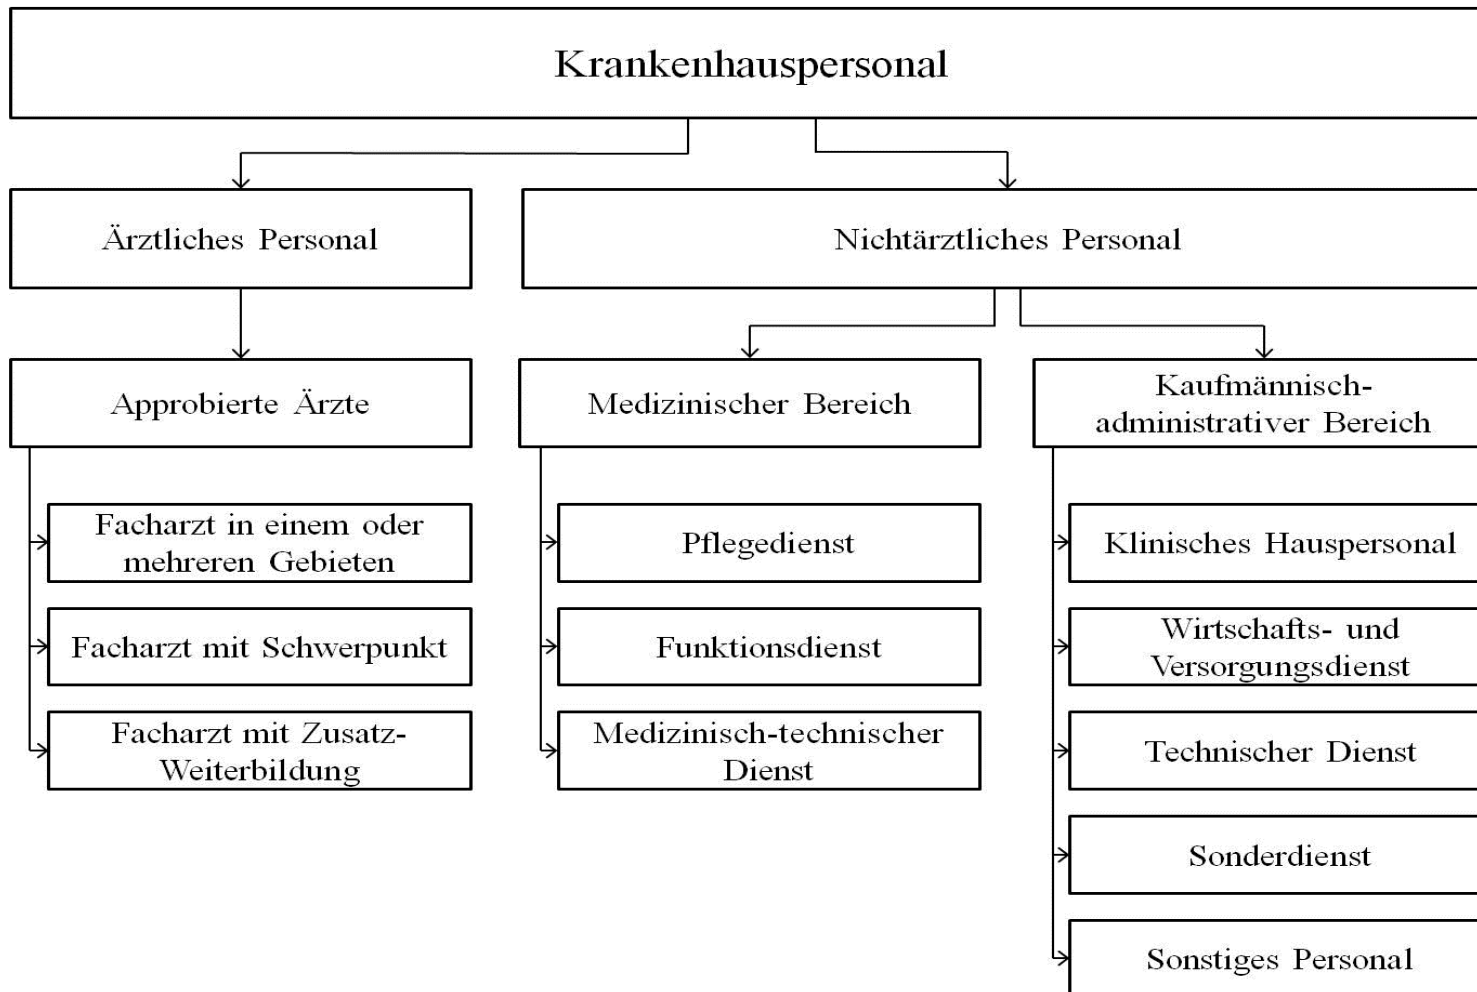 Krankenhauspersonal
Ärztliches Personal
Nichtärztliches Personal
Approbierte Ärzte
Medizinischer Bereich
Kaufmännisch-
administrativer Bereich
Facharzt in einem oder
mehreren Gebieten
Pflegedienst
Klinisches Hauspersonal
Facharzt mit Schwerpunkt
Funktionsdienst
Wirtschafts- und
Versorgungsdienst
Facharzt mit Zusatz-
Weiterbildung
Medizinisch-technischer
Dienst
Technischer Dienst
Sonderdienst
Sonstiges Personal